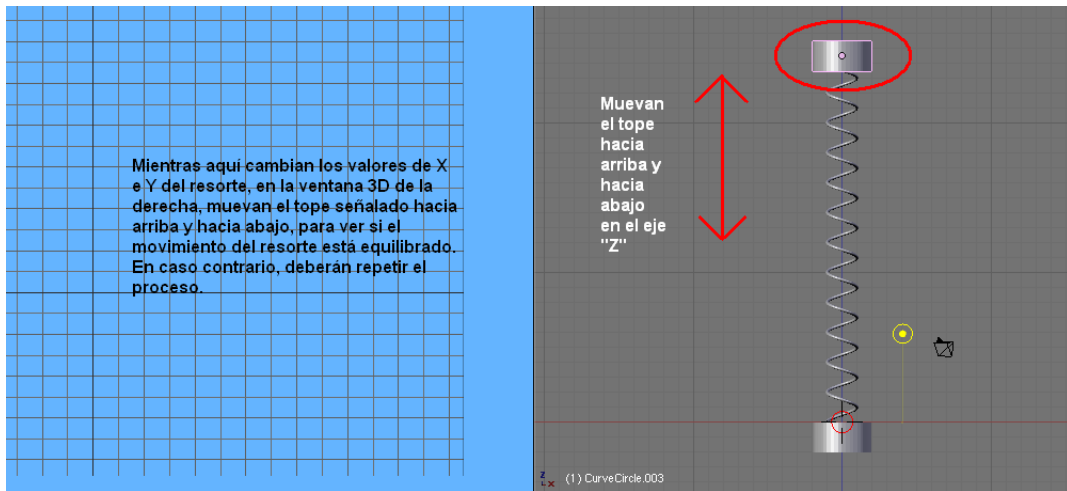 Mientras aquí cambian los valores de X
e Y del resorte, en la ventana 3D de la
derecha, muevan el tope señalado hacia
arriba y hacia abajo, para ver si el
movimiento del resorte está equilibrado.
En caso contrario, deberán repetir el
proceso.
Muevan
el tope
hacia
arriba y
hacia
abajo
en el eje
"Z"
Z
X
(1) CurveCircle.003